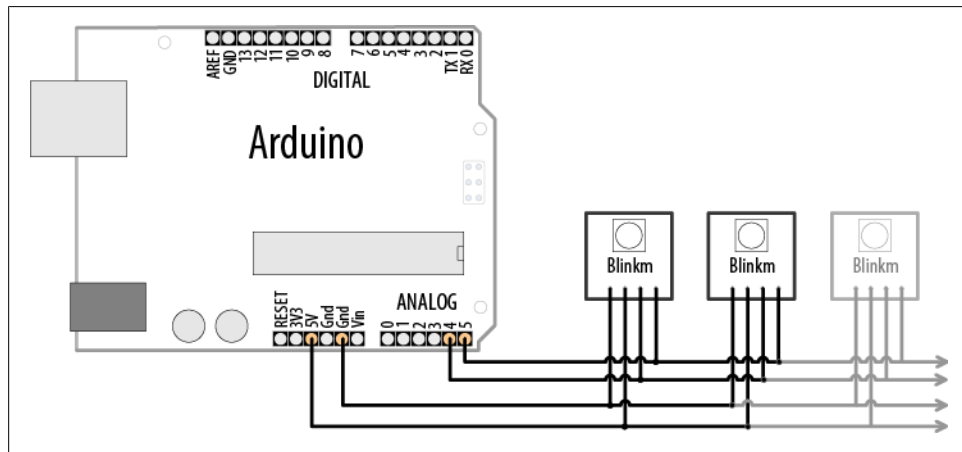 AREF
GND
13
12
11
10
9
8
7
6
5
4
3
2
TX 1
RX 0
DIGITAL
Arduino
Blinkm
Blinkm
Blinkm
ANALOG
RESET
3V3
5V
Gnd
Gnd
Vin
0
1
2
3
4
5